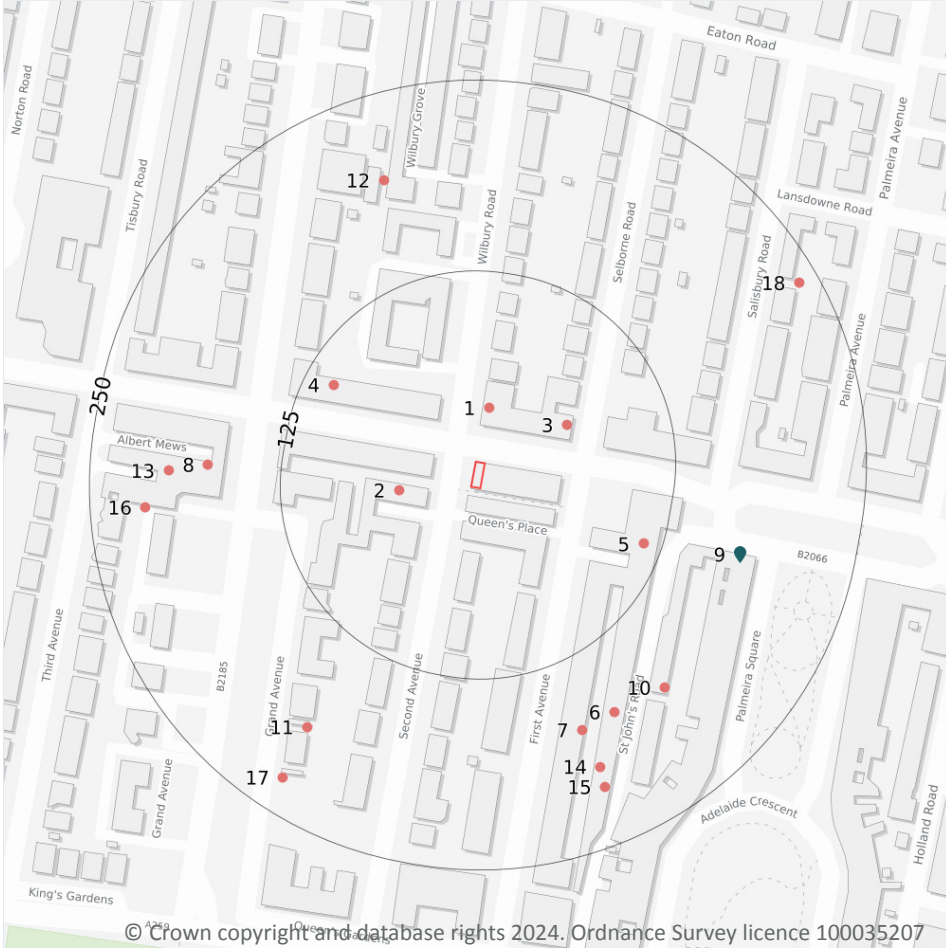 Eaton Road
Norton Road
Wilbury Grove
Palmeira Avenue
Tisbury Road
12
Lansdowne Road
Wilbury Road
Selborne Road
Salisbury Road
18
Palmeira Avenue
250
4
125
1
3
Albert Mews
13
8
2
16
Queen's Place
5
9
B2066
Third Avenue
B2185
Grand Avenue
Second Avenue
First Avenue
10
St John's Road
Palmeira Square
6
11
7
17
14
15
Grand Avenue
Adelaide Crescent
Holland Road
King's Gardens
A259
Queen's Gardens
© Crown copyright and database rights 2024. Ordnance Survey licence 100035207